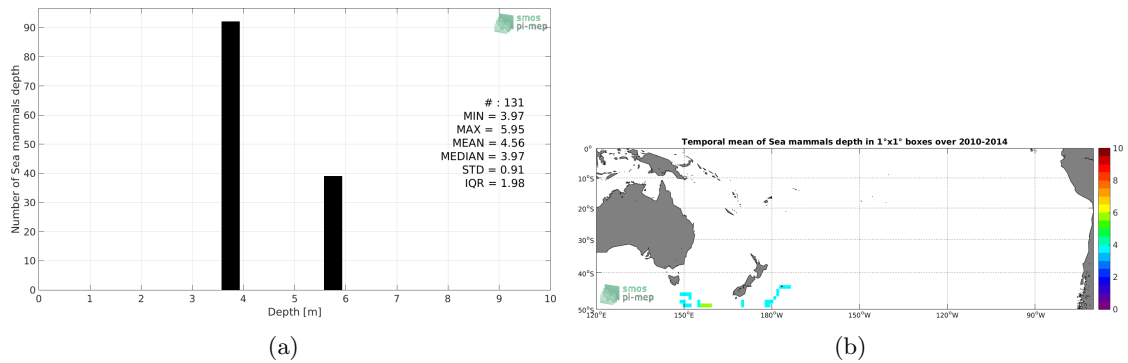 90
80
70
60
50
40
30
20
10
0
Number of Sea mammals depth
smos
pi-mep
# : 131
MIN = 3.97
MAX = 5.95
MEAN = 4.56
MEDIAN = 3.97
STD = 0.91
IQR = 1.98
0 1 2 3 4 5 6 7 8 9 10
Depth [m]
(a)
Temporal mean of Sea mammals depth in 1°x1° boxes over 2010-2014
0°
10°S
20°S
30°S
40°S
50°S
smos
pi-mep
120°E 150°E 180°W 150°W 120°W 90°W
10
8
6
4
2
0
(b)